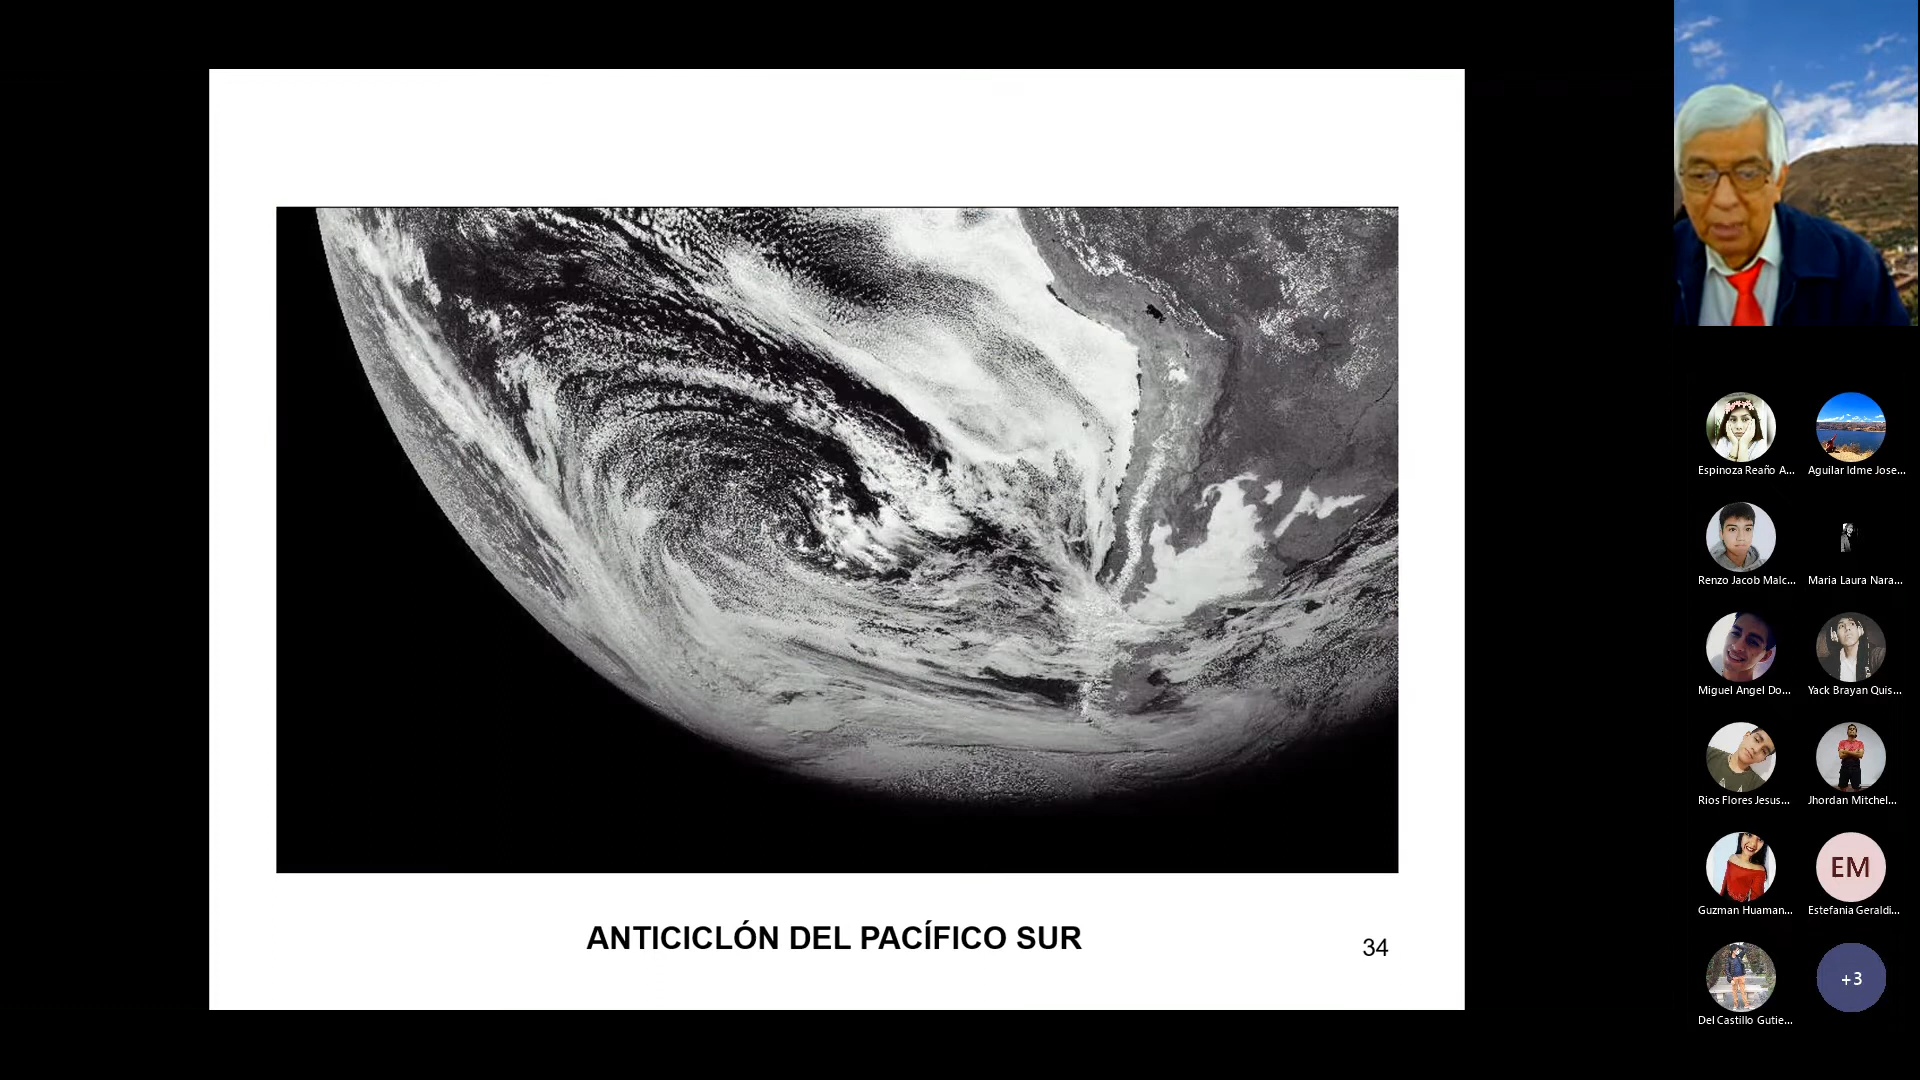 ANTICICLÓN DEL PACÍFICO SUR
34
Espinoza Reaño A...
Aguilar Idme Jose...
Renzo Jacob Malc...
Maria Laura Nara...
Miguel Angel Do...
Yack Brayan Quis...
Rios Flores Jesus...
Jhordan Mitchel...
Guzman Huaman...
EM
Estefania Geraldi...
Del Castillo Gutie...
+3